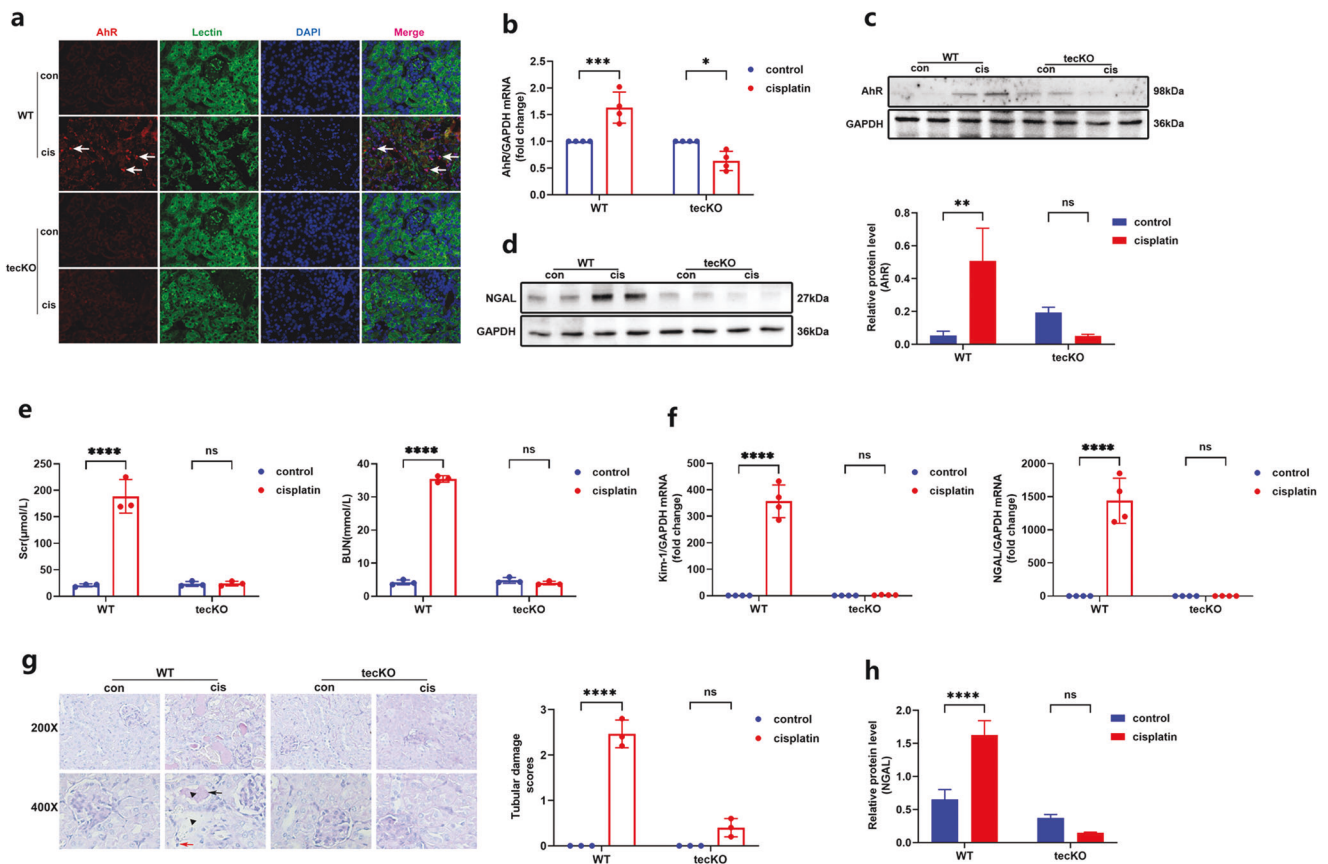 a
AhR Lectin DAPI Merge
con
WT
cis
con
tecKO
cis
b
AhR/GAPDH mRNA
(fold change)
2.5
2.0
1.5
1.0
0.5
0.0
*** *
control
cisplatin
WT tecKO
c
WT tecKO
con cis con cis
AhR 98kDa
GAPDH 36kDa
Relative protein level
(AhR)
0.8
0.6
0.4
0.2
0.0
** ns
control
cisplatin
WT tecKO
d
WT tecKO
con cis con cis
NGAL 27kDa
GAPDH 36kDa
e
Scr(μmol/L)
250
200
150
100
50
0
**** ns
control
cisplatin
WT tecKO
BUN(mmol/L)
40
30
20
10
0
**** ns
control
cisplatin
WT tecKO
f
Kim-1/GAPDH mRNA
(fold change)
500
400
300
200
100
0
**** ns
control
cisplatin
WT tecKO
NGAL/GAPDH mRNA
(fold change)
2000
1500
1000
500
0
**** ns
control
cisplatin
WT tecKO
g
WT tecKO
con cis con cis
200X
400X
Tubular damage
scores
3
2
1
0
**** ns
control
cisplatin
WT tecKO
h
Relative protein level
(NGAL)
2.0
1.5
1.0
0.5
0.0
**** ns
control
cisplatin
WT tecKO